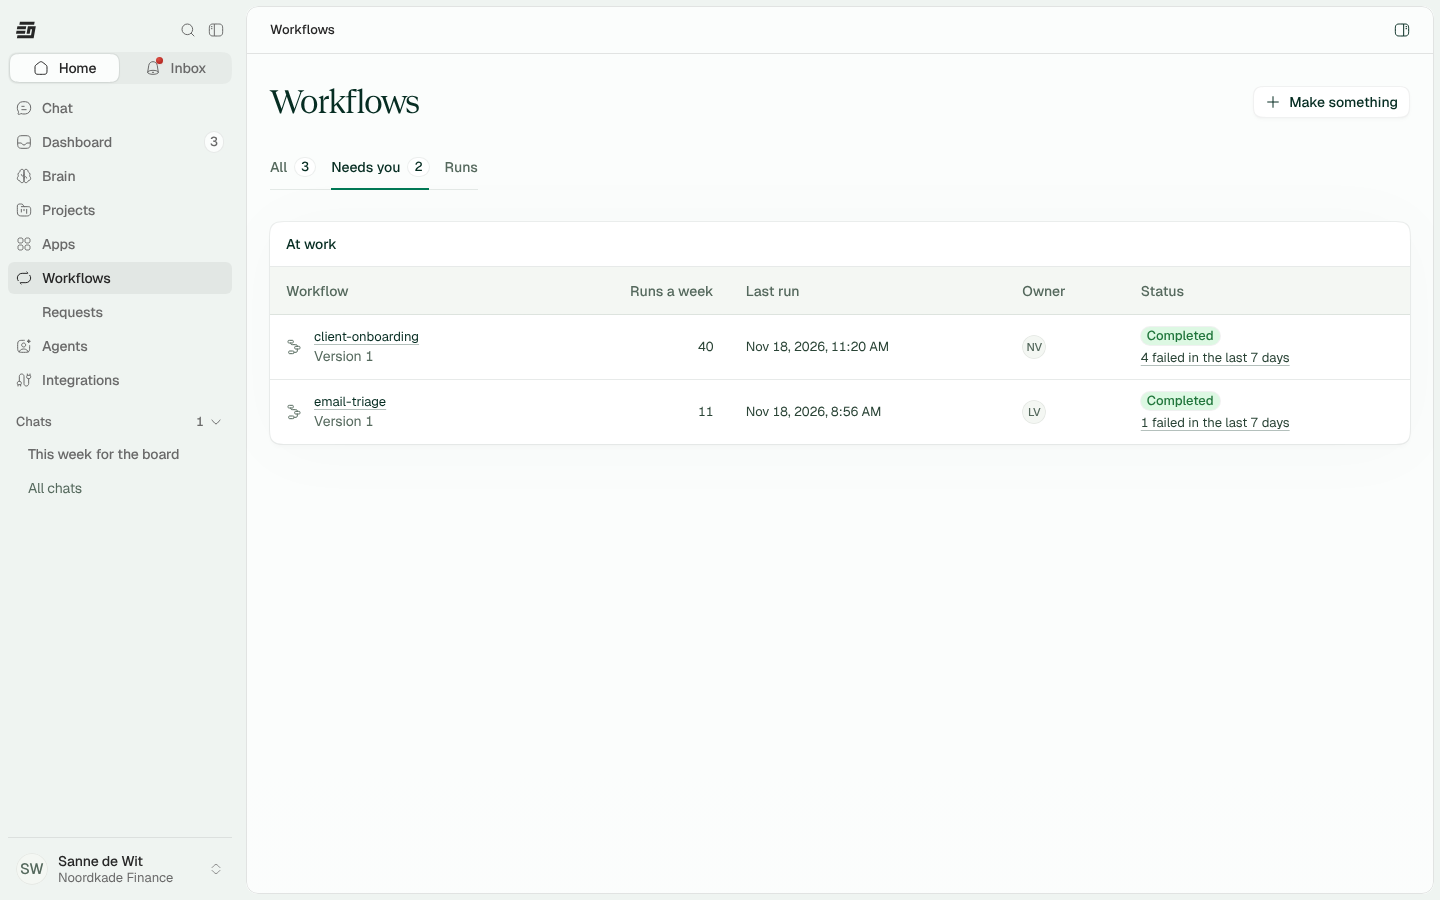 Home
Inbox
Chat
Dashboard 3
Brain
Projects
Apps
Workflows
Requests
Agents
Integrations
Chats 1
This week for the board
All chats
SW
Sanne de Wit
Noordkade Finance
Workflows
Workflows
Make something
All 3 Needs you 2 Runs
At work
Workflow Runs a week Last run Owner Status
client-onboarding
Version 1
40 Nov 18, 2026, 11:20 AM NV
Completed
4 failed in the last 7 days
email-triage
Version 1
11 Nov 18, 2026, 8:56 AM LV
Completed
1 failed in the last 7 days